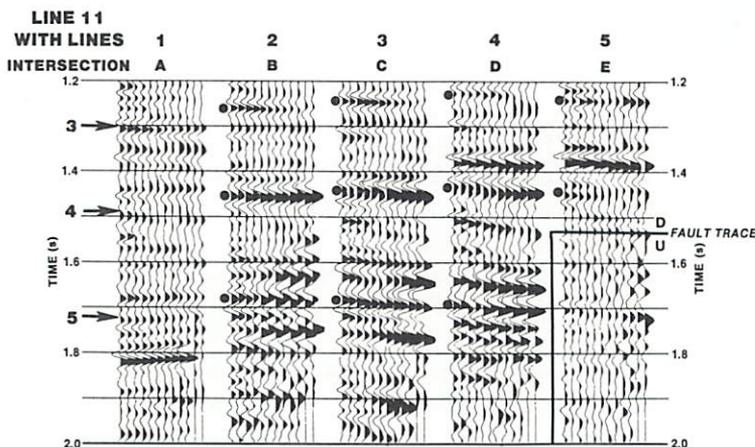 LINE 11
WITH LINES 1 2 3 4 5
INTERSECTION A B C D E
1.2 1.2
3
1.4 1.4
4
D
FAULT TRACE
U
1.6 1.6
TIME (s) TIME (s)
5
1.8 1.8
2.0 2.0